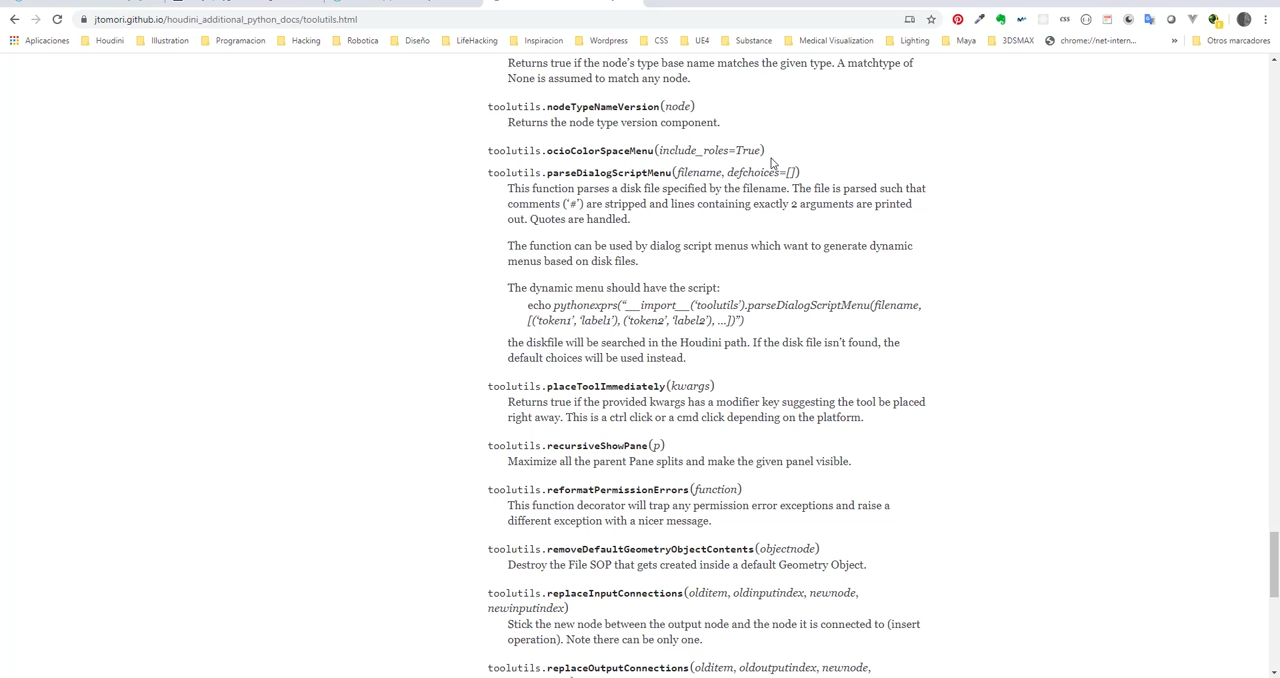 jtomori.github.io/houdini_additional_python_docs/toolutils.html
Aplicaciones Houdini Illustration Programacion Hacking Robotica Diseño LifeHacking Inspiracion Wordpress CSS UE4 Substance Medical Visualization Lighting Maya 3DSMAX chrome://net-intern... » Otros marcadores
Returns true if the node's type base name matches the given type. A matchtype of
None is assumed to match any node.
toolutils.nodeTypeNameVersion(node)
Returns the node type version component.
toolutils.ocioColorSpaceMenu(include_roles=True)
toolutils.parseDialogScriptMenu(filename, defchoices=[])
This function parses a disk file specified by the filename. The file is parsed such that
comments ('#') are stripped and lines containing exactly 2 arguments are printed
out. Quotes are handled.
The function can be used by dialog script menus which want to generate dynamic
menus based on disk files.
The dynamic menu should have the script:
echo pythonexprs("__import__('toolutils').parseDialogScriptMenu(filename,
[('token1', 'label1'), ('token2', 'label2'), ...])")
the diskfile will be searched in the Houdini path. If the disk file isn't found, the
default choices will be used instead.
toolutils.placeToolImmediately(kwargs)
Returns true if the provided kwargs has a modifier key suggesting the tool be placed
right away. This is a ctrl click or a cmd click depending on the platform.
toolutils.recursiveShowPane(p)
Maximize all the parent Pane splits and make the given panel visible.
toolutils.reformatPermissionErrors(function)
This function decorator will trap any permission error exceptions and raise a
different exception with a nicer message.
toolutils.removeDefaultGeometryObjectContents(objectnode)
Destroy the File SOP that gets created inside a default Geometry Object.
toolutils.replaceInputConnections(olditem, oldinputindex, newnode,
newinputindex)
Stick the new node between the output node and the node it is connected to (insert
operation). Note there can be only one.
toolutils.replaceOutputConnections(olditem, oldoutputindex, newnode,